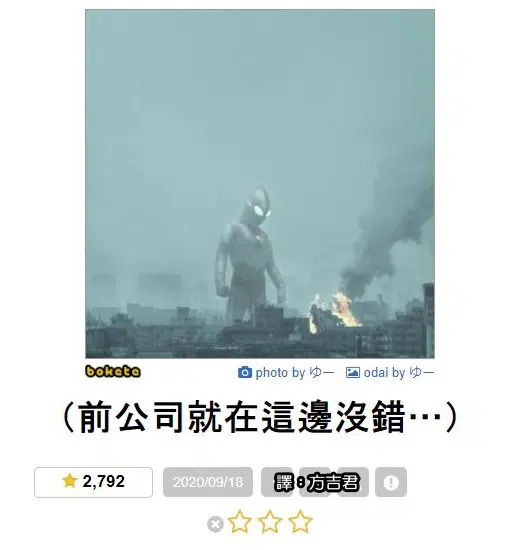 bokete
photo by ゆー odai by ゆー
(前公司就在這邊沒錯⋯)
2,792 2020/09/18 譯 方吉君